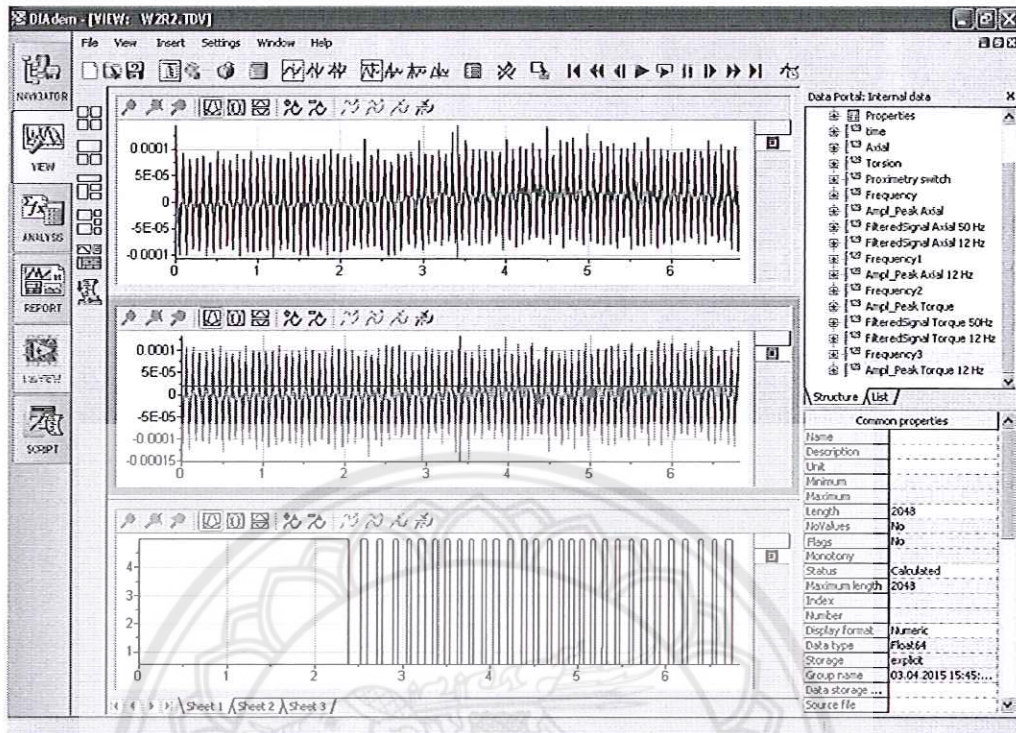 DIAdem - [VIEW: W2R2.TDV]
File View Insert Settings Window Help
NAVIGATOR
VIEW
ANALYSIS
REPORT
SCRIPT
0.0001
5E-05
0
-5E-05
-0.0001
0 1 2 3 4 5 6
0.0001
5E-05
0
-5E-05
-0.0001
-0.00015
0 1 2 3 4 5 6
4
3
2
1
0 1 2 3 4 5 6
Sheet 1 Sheet 2 Sheet 3
Data Portal: Internal data
Properties
time
Axial
Torsion
Proximetry switch
Frequency
Ampl_Peak Axial
FilteredSignal Axial 50 Hz
FilteredSignal Axial 12 Hz
Frequency1
Ampl_Peak Axial 12 Hz
Frequency2
Ampl_Peak Torque
FilteredSignal Torque 50Hz
FilteredSignal Torque 12 Hz
Frequency3
Ampl_Peak Torque 12 Hz
Structure List
Common properties
Name
Description
Unit
Minimum
Maximum
Length 2048
NoValues No
Flags No
Monotony
Status Calculated
Maximum length 2048
Index
Number
Display format Numeric
Data type Float64
Storage explicit
Group name 03.04.2015 15:45:...
Data storage ...
Source file